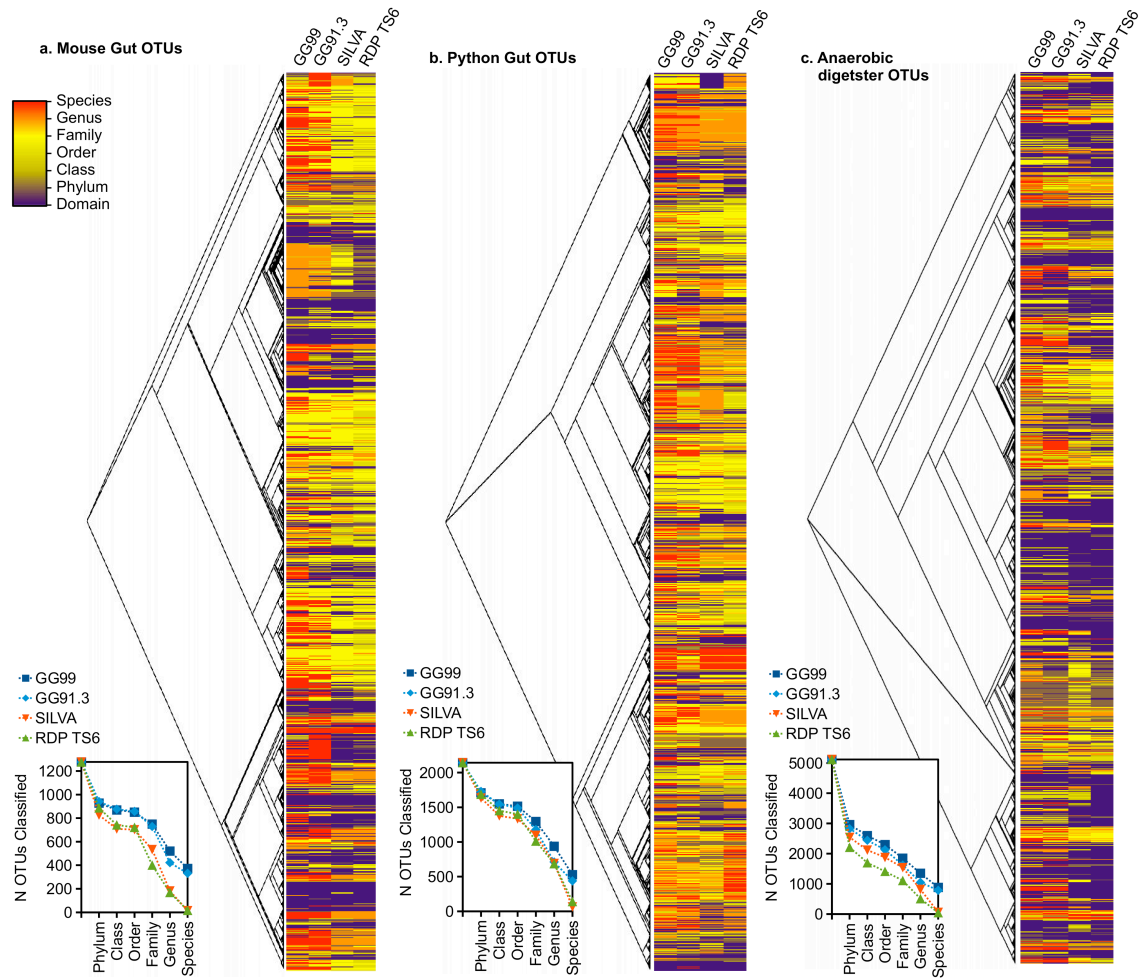 a. Mouse Gut OTUs
GG99
GG91.3
SILVA
RDP TS6
Species
Genus
Family
Order
Class
Phylum
Domain
GG99
GG91.3
SILVA
RDP TS6
N OTUs Classified
1200
1000
800
600
400
200
0
Phylum
Class
Order
Family
Genus
Species
b. Python Gut OTUs
GG99
GG91.3
SILVA
RDP TS6
GG99
GG91.3
SILVA
RDP TS6
N OTUs Classified
2000
1500
1000
500
0
Phylum
Class
Order
Family
Genus
Species
c. Anaerobic
digetster OTUs
GG99
GG91.3
SILVA
RDP TS6
GG99
GG91.3
SILVA
RDP TS6
N OTUs Classified
5000
4000
3000
2000
1000
0
Phylum
Class
Order
Family
Genus
Species